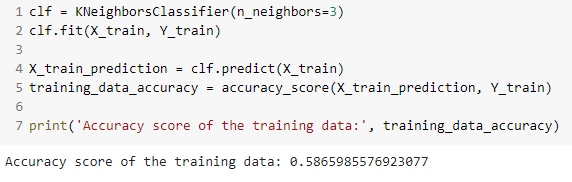 1 clf = KNeighborsClassifier(n_neighbors=3)
2 clf.fit(X_train, Y_train)
3
4 X_train_prediction = clf.predict(X_train)
5 training_data_accuracy = accuracy_score(X_train_prediction, Y_train)
6
7 print('Accuracy score of the training data:', training_data_accuracy)
Accuracy score of the training data: 0.5865985576923077